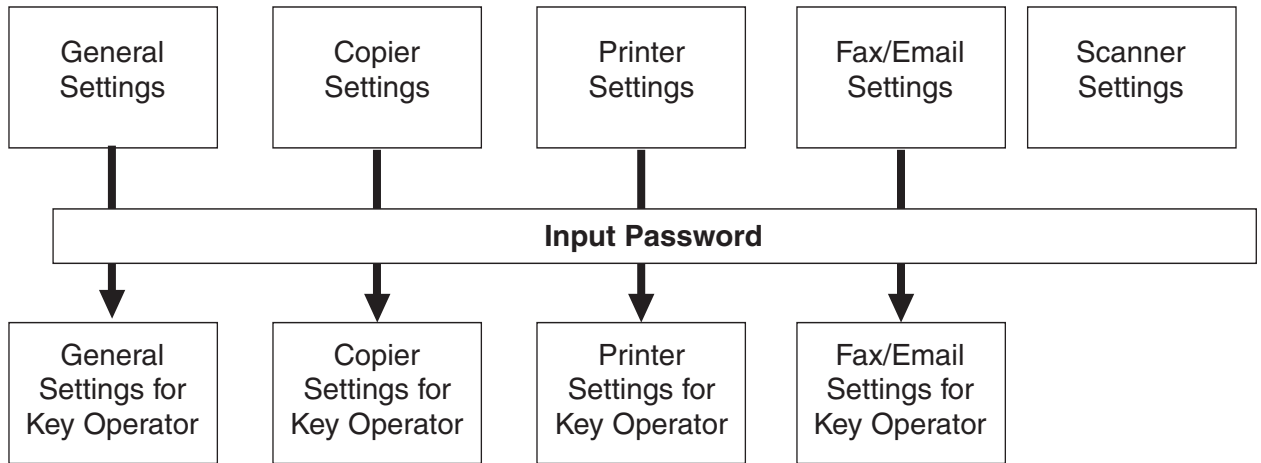 General
Settings
Copier
Settings
Printer
Settings
Fax/Email
Settings
Scanner
Settings
Input Password
General
Settings for
Key Operator
Copier
Settings for
Key Operator
Printer
Settings for
Key Operator
Fax/Email
Settings for
Key Operator